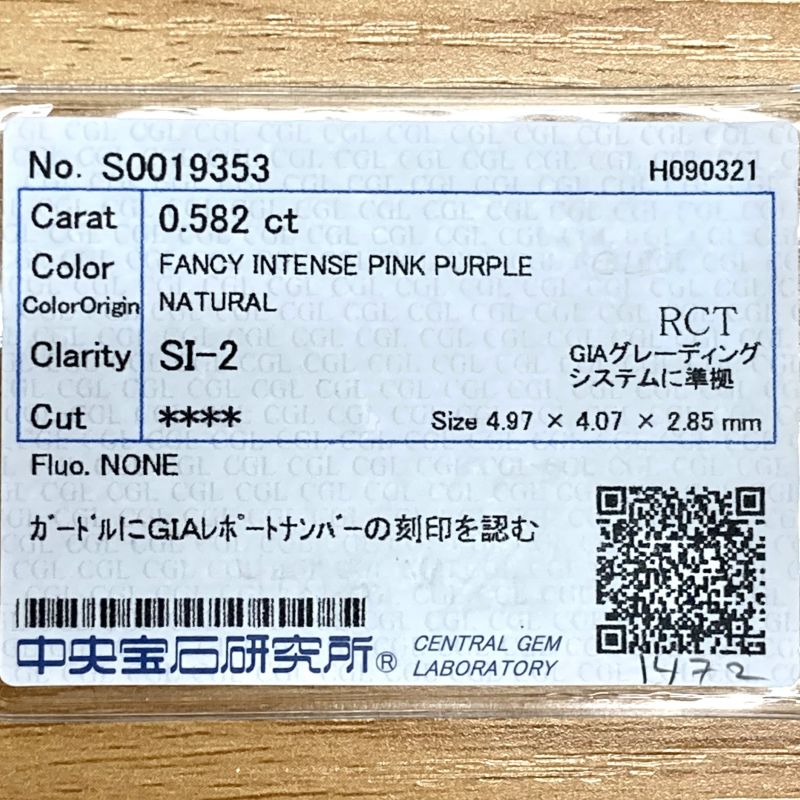 No. S0019353 H090321
Carat 0.582 ct
Color FANCY INTENSE PINK PURPLE
ColorOrigin NATURAL
RCT
Clarity SI-2 GIAグレーディング
システムに準拠
Cut **** Size 4.97 × 4.07 × 2.85 mm
Fluo. NONE
ガードルにGIAレポートナンバーの刻印を認む
中央宝石研究所® CENTRAL GEM
LABORATORY
1472